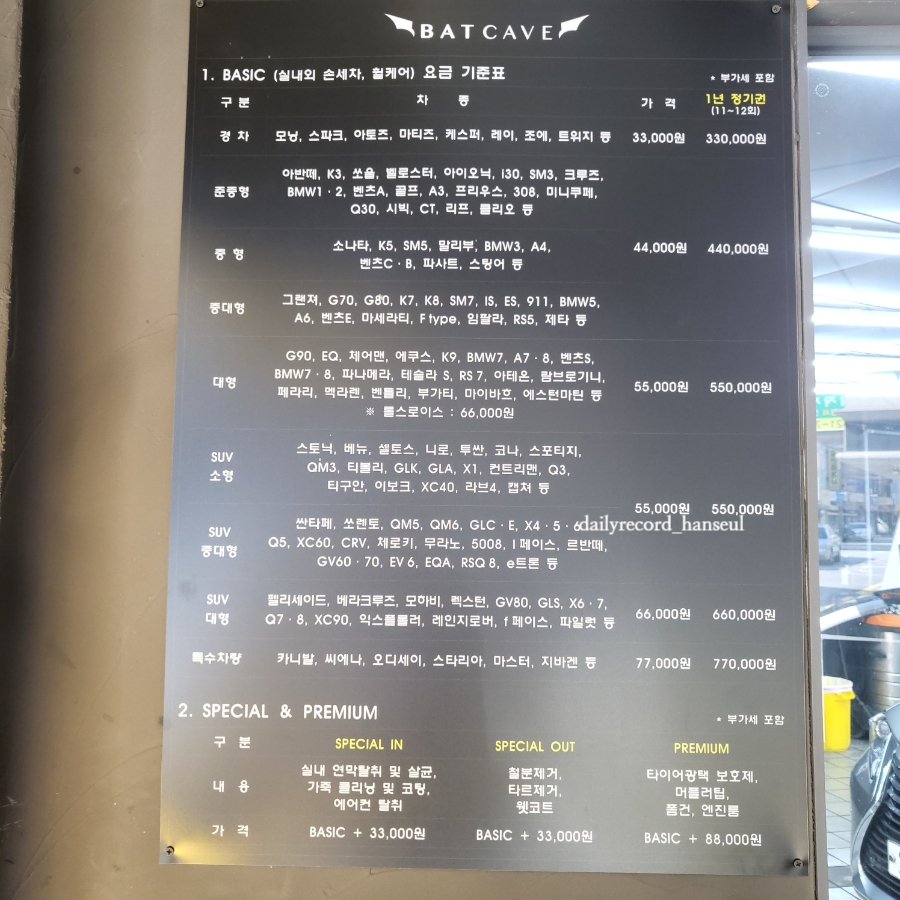 BAT CAVE
1. BASIC (실내외 손세차, 휠케어) 요금 기준표
* 부가세 포함
구 분 차 종 가 격 1년 정기권
(11~12회)
경 차 모닝, 스파크, 아토즈, 마티즈, 케스퍼, 레이, 조에, 트위지 등 33,000원 330,000원
아반떼, K3, 쏘울, 벨로스터, 아이오닉, i30, SM3, 크루즈,
준중형 BMW1 · 2, 벤츠A, 골프, A3, 프리우스, 308, 미니쿠페,
Q30, 시빅, CT, 리프, 클리오 등
중 형 소나타, K5, SM5, 말리부, BMW3, A4, 44,000원 440,000원
벤츠C · B, 파사트, 스팅어 등
중대형 그랜져, G70, G80, K7, K8, SM7, IS, ES, 911, BMW5,
A6, 벤츠E, 마세라티, F type, 임팔라, RS5, 제타 등
G90, EQ, 체어맨, 에쿠스, K9, BMW7, A7 · 8, 벤츠S,
대형 BMW7 · 8, 파나메라, 테슬라 S, RS 7, 아테온, 람브로기니, 55,000원 550,000원
페라리, 멕라렌, 벤틀리, 부가티, 마이바흐, 에스턴마틴 등
※ 롤스로이스 : 66,000원
SUV
소형
스토닉, 베뉴, 셀토스, 니로, 투싼, 코나, 스포티지,
QM3, 티볼리, GLK, GLA, X1, 컨트리맨, Q3,
티구안, 이보크, XC40, 라브4, 캡쳐 등
55,000원 550,000원
SUV
중대형
싼타페, 쏘렌토, QM5, QM6, GLC · E, X4 · 5 · 6
Q5, XC60, CRV, 체로키, 무라노, 5008, I 페이스, 르반떼,
GV60 · 70, EV 6, EQA, RSQ 8, e트론 등
dailyrecord_hanseul
SUV
대형
펠리세이드, 베라크루즈, 모하비, 렉스턴, GV80, GLS, X6 · 7,
Q7 · 8, XC90, 익스플롤러, 레인지로버, f 페이스, 파일럿 등
66,000원 660,000원
특수차량 카니발, 씨에나, 오디세이, 스타리아, 마스터, 지바겐 등 77,000원 770,000원
2. SPECIAL & PREMIUM
* 부가세 포함
구 분 SPECIAL IN SPECIAL OUT PREMIUM
내 용
실내 연막탈취 및 살균,
가죽 클리닝 및 코팅,
에어컨 탈취
철분제거,
타르제거,
웻코트
타이어광택 보호제,
머플러팁,
폼건, 엔진룸
가 격 BASIC + 33,000원 BASIC + 33,000원 BASIC + 88,000원